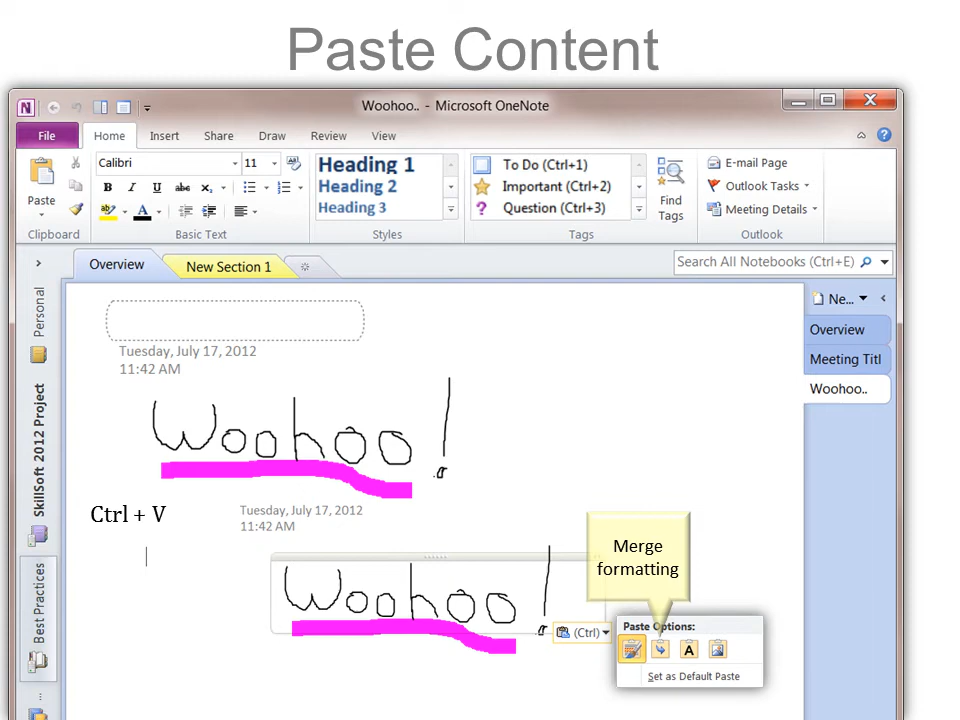 Paste Content
Woohoo.. - Microsoft OneNote
File Home Insert Share Draw Review View
Paste
Clipboard
Calibri 11
B I U abc X₂
A
Basic Text
Heading 1
Heading 2
Heading 3
Styles
To Do (Ctrl+1)
Important (Ctrl+2)
? Question (Ctrl+3)
Tags
Find
Tags
E-mail Page
Outlook Tasks
Meeting Details
Outlook
Overview New Section 1
Search All Notebooks (Ctrl+E)
Personal
SkillSoft 2012 Project
Best Practices
Ne...
Overview
Meeting Titl
Woohoo..
Tuesday, July 17, 2012
11:42 AM
Woohoo!
Ctrl + V
Tuesday, July 17, 2012
11:42 AM
Woohoo!
(Ctrl)
Merge
formatting
Paste Options:
A
Set as Default Paste